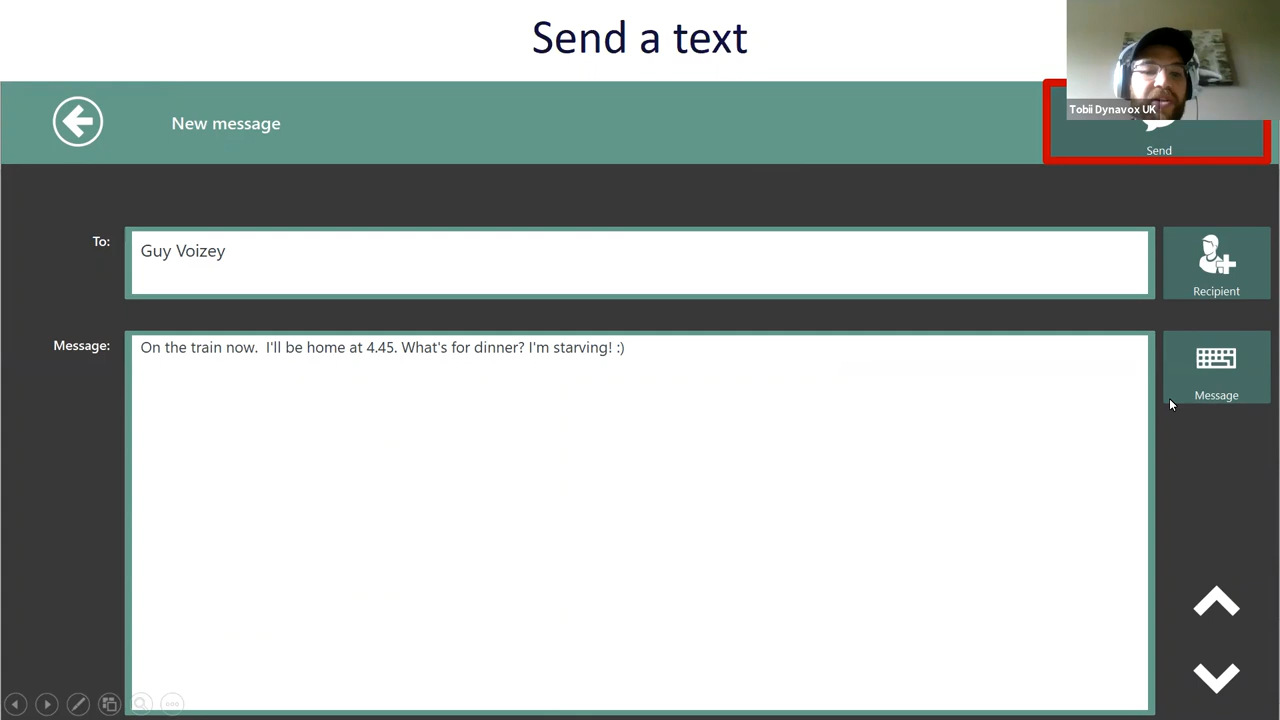 Send a text
Tobii Dynavox UK
New message
Send
To:
Guy Voizey
Recipient
Message:
On the train now.  I'll be home at 4.45. What's for dinner? I'm starving! :)
Message